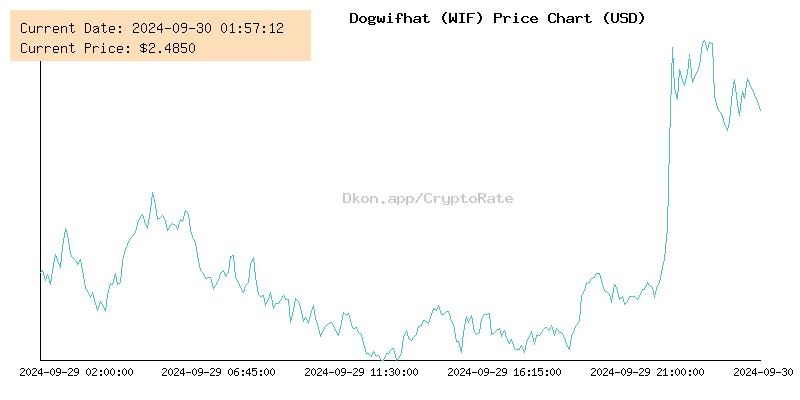 Dogwifhat (WIF) Price Chart (USD)
Current Date: 2024-09-30 01:57:12
Current Price: $2.4850
Dkon.app/CryptoRate
2024-09-29 02:00:00 2024-09-29 06:45:00 2024-09-29 11:30:00 2024-09-29 16:15:00 2024-09-29 21:00:00 2024-09-30